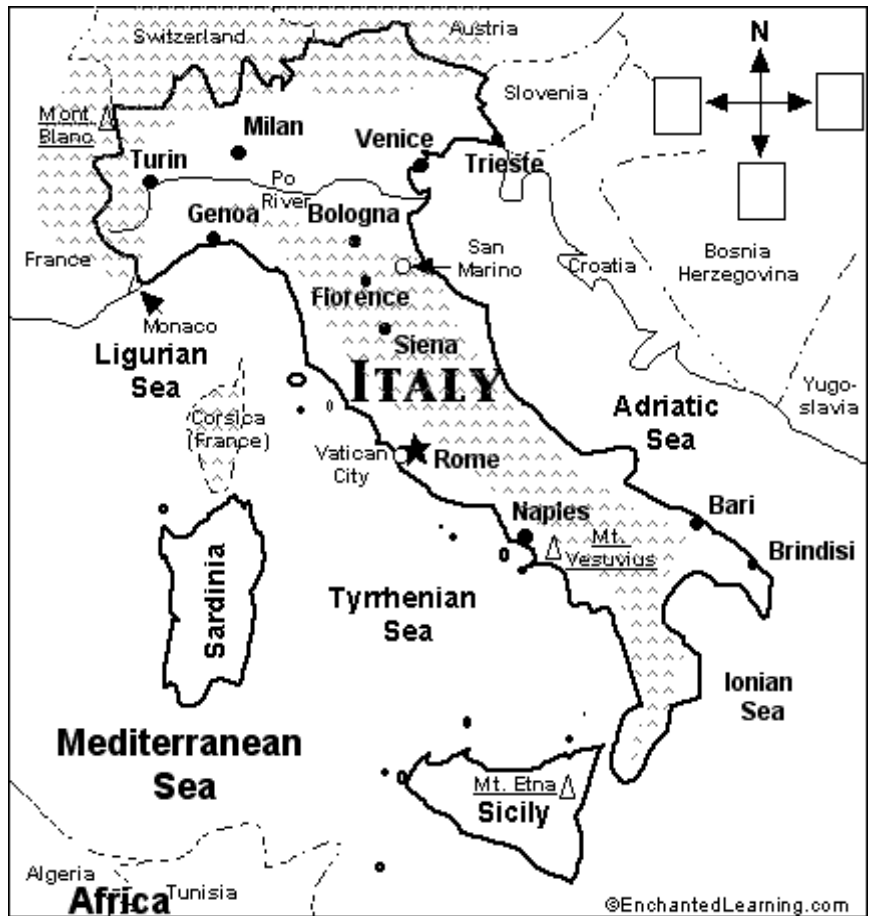 Switzerland
Austria
N
Slovenia
Mont
Blanc
Milan
Venice
Trieste
Turin
Po
River
Genoa
Bologna
San
Marino
Bosnia
Herzegovina
France
Croatia
Florence
Monaco
Siena
Ligurian
Sea
ITALY
Yugo-
slavia
Adriatic
Sea
Corsica
(France)
Vatican
City
Rome
Bari
Naples
Mt.
Vesuvius
Brindisi
Sardinia
Tyrrhenian
Sea
Ionian
Sea
Mediterranean
Sea
Mt. Etna
Sicily
Algeria
Tunisia
Africa
©EnchantedLearning.com